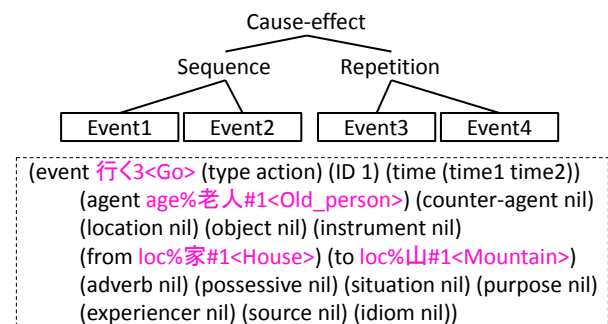 Cause-effect
Sequence Repetition
Event1 Event2 Event3 Event4
(event 行く3<Go> (type action) (ID 1) (time (time1 time2))
(agent age%老人#1<Old_person>) (counter-agent nil)
(location nil) (object nil) (instrument nil)
(from loc%家#1<House>) (to loc%山#1<Mountain>)
(adverb nil) (possessive nil) (situation nil) (purpose nil)
(experiencer nil) (source nil) (idiom nil))